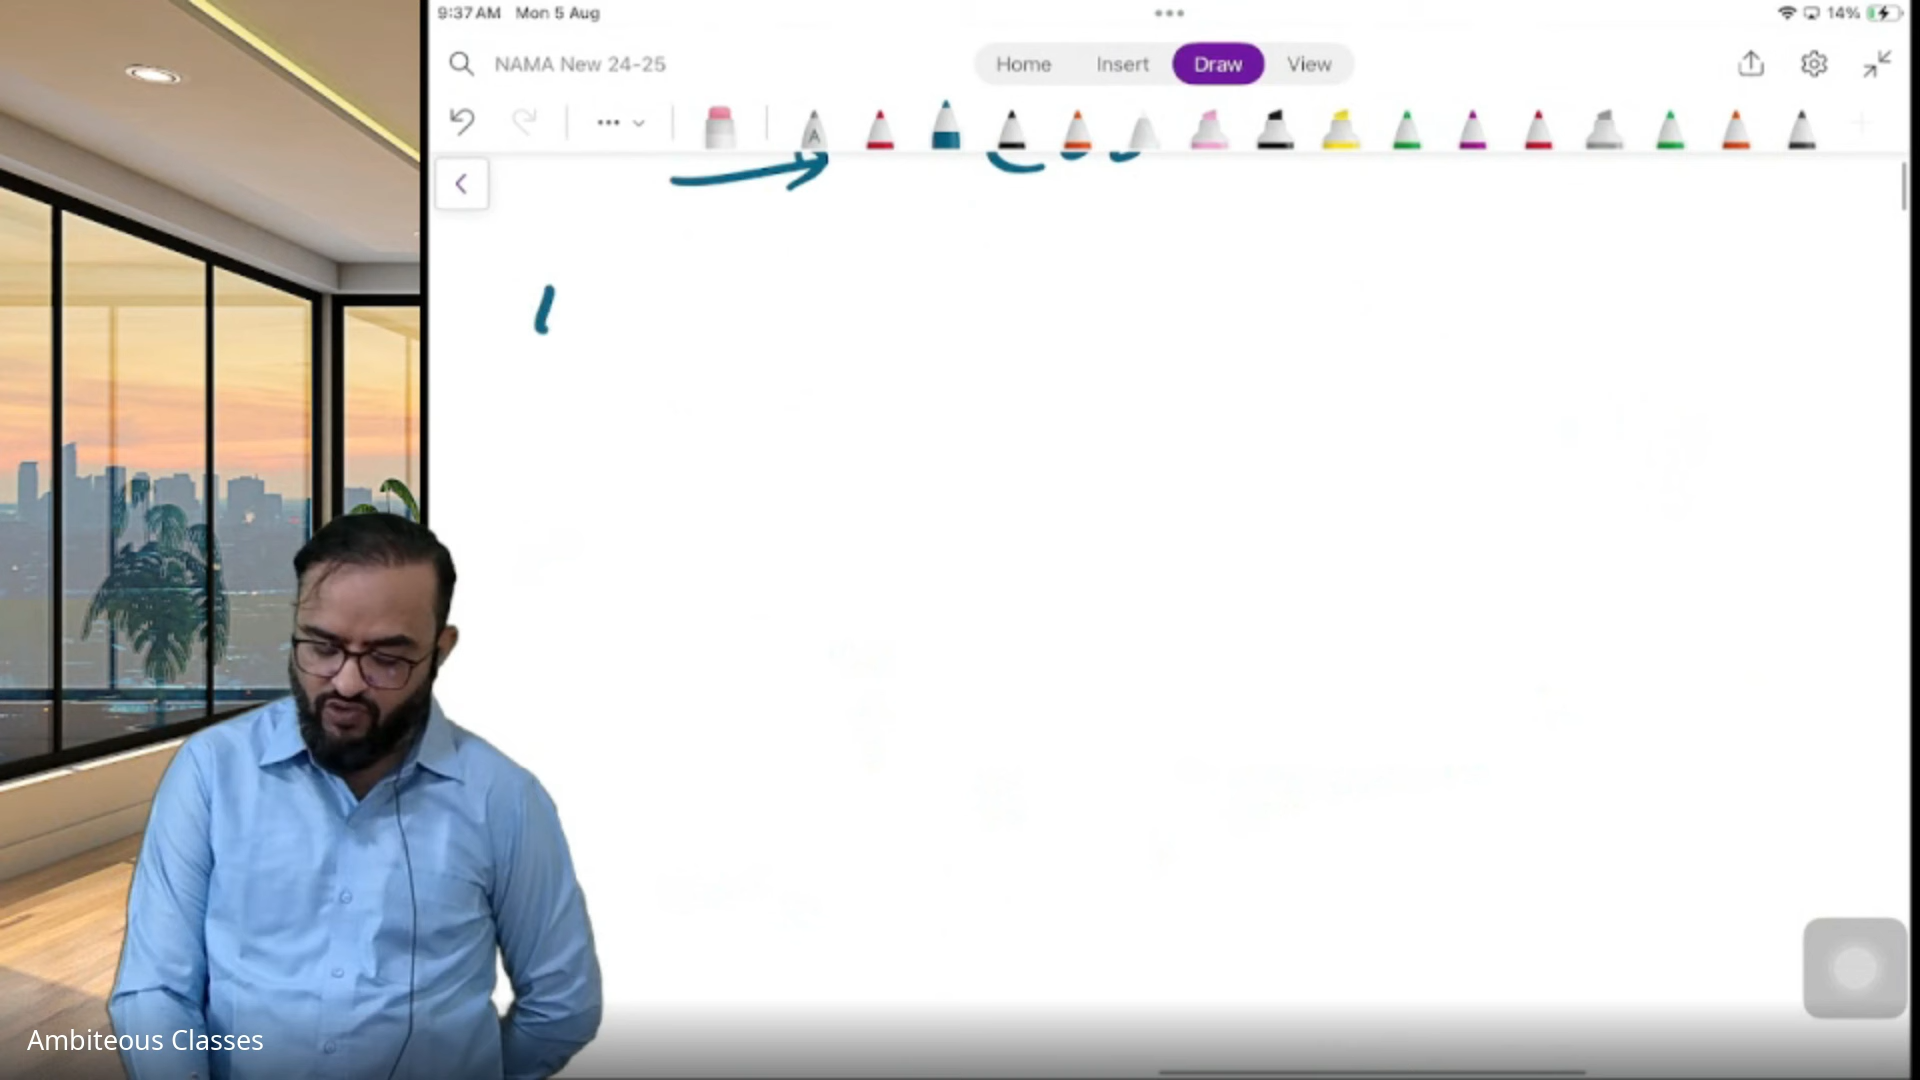 9:37 AM Mon 5 Aug
14%
NAMA New 24-25
Home Insert Draw View
A
Ambiteous Classes